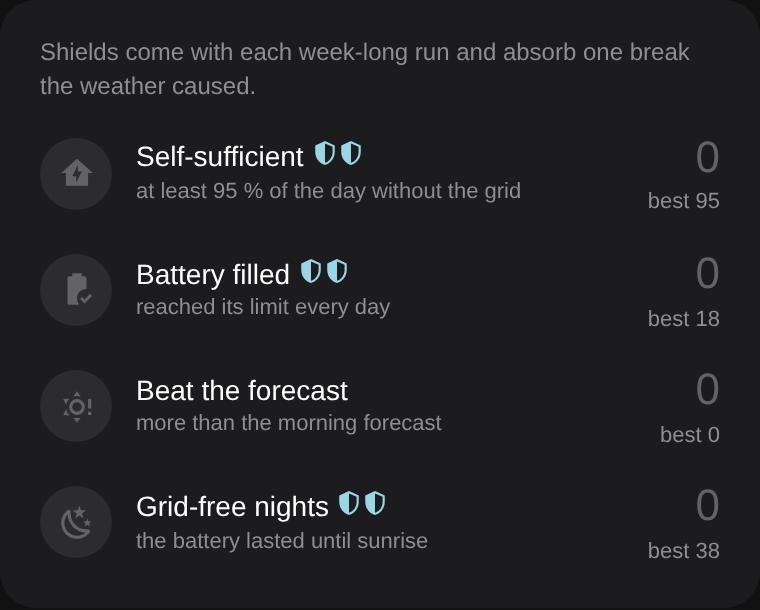 Shields come with each week-long run and absorb one break
the weather caused.
Self-sufficient
0
at least 95 % of the day without the grid
best 95
Battery filled
0
reached its limit every day
best 18
Beat the forecast
0
more than the morning forecast
best 0
Grid-free nights
0
the battery lasted until sunrise
best 38